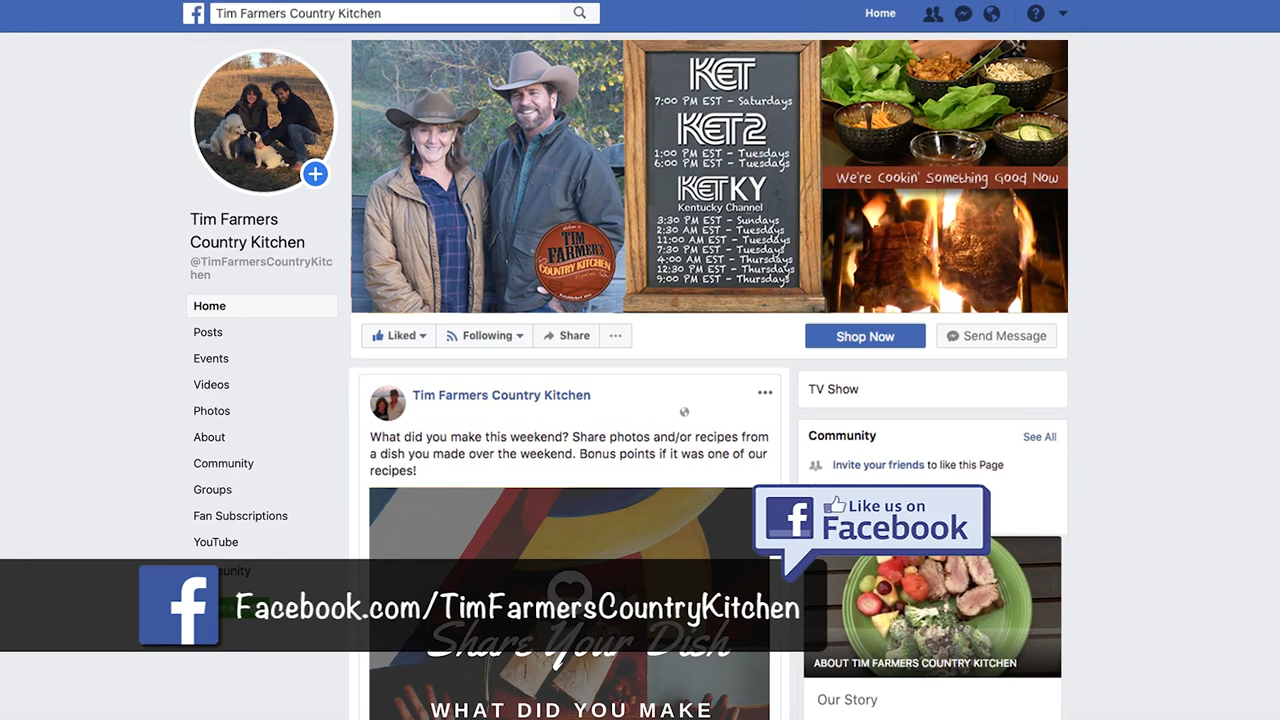 Tim Farmers Country Kitchen
Home
KET
7:00 PM EST - Saturdays
KET2
1:00 PM EST - Tuesdays
6:00 PM EST - Tuesdays
KET KY
Kentucky Channel
3:30 PM EST - Sundays
2:30 AM EST - Tuesdays
11:00 AM EST - Tuesdays
7:30 PM EST - Tuesdays
4:00 AM EST - Thursdays
12:30 PM EST - Thursdays
9:00 PM EST - Thursdays
We're Cookin' Something Good Now
TIM
FARMER'S
COUNTRY KITCHEN
Tim Farmers
Country Kitchen
@TimFarmersCountryKitc
hen
Home
Posts
Events
Videos
Photos
About
Community
Groups
Fan Subscriptions
YouTube
Liked
Following
Share
Shop Now
Send Message
Tim Farmers Country Kitchen
What did you make this weekend? Share photos and/or recipes from
a dish you made over the weekend. Bonus points if it was one of our
recipes!
TV Show
Community
See All
Invite your friends to like this Page
Like us on
Facebook
Facebook.com/TimFarmersCountryKitchen
Share Your Dish
WHAT DID YOU MAKE
ABOUT TIM FARMERS COUNTRY KITCHEN
Our Story